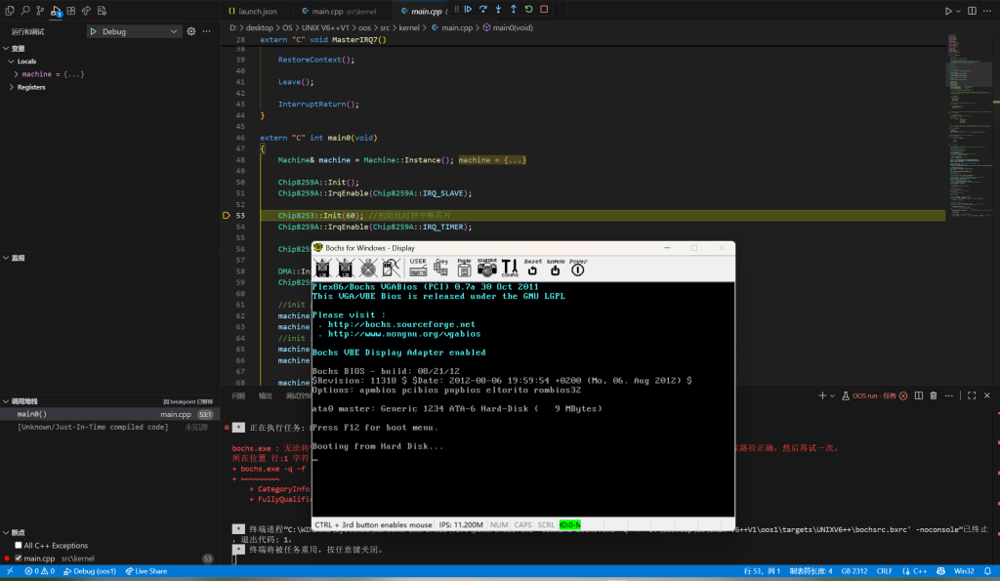 launch.json
main.cpp src\kernel
main.cpp
运行和调试
Debug
D: > desktop > OS > UNIX V6++V1 > oos > src > kernel > main.cpp > main0(void)
变量
Locals
machine = {...}
Registers
28 extern "C" void MasterIRQ7()
38
39 RestoreContext();
40
41 Leave();
42
43 InterruptReturn();
44 }
45
46 extern "C" int main0(void)
47 {
48 Machine& machine = Machine::Instance(); machine = {...}
49
50 Chip8259A::Init();
51 Chip8259A::IrqEnable(Chip8259A::IRQ_SLAVE);
52
53 Chip8253::Init(60); //初始化时钟中断芯片
54 Chip8259A::IrqEnable(Chip8259A::IRQ_TIMER);
55
56 Chip825
57
58 DMA::In
59 Chip825
60
61 //init
62 machine
63 machine
64 //init
65 machine
66 machine
67
68 machine
监视
Bochs for Windows - Display
USER
Copy
Paste
snapshot
CONFIG
Reset
SUSPEND
Power
Plex86/Bochs VGABios (PCI) 0.7a 30 Oct 2011
This VGA/VBE Bios is released under the GNU LGPL
Please visit :
. http://bochs.sourceforge.net
. http://www.nongnu.org/vgabios
Bochs VBE Display Adapter enabled
Bochs BIOS - build: 08/21/12
$Revision: 11318 $ $Date: 2012-08-06 19:59:54 +0200 (Mo, 06. Aug 2012) $
Options: apmbios pcibios pnpbios eltorito rombios32
ata0 master: Generic 1234 ATA-6 Hard-Disk ( 9 MBytes)
Press F12 for boot menu.
Booting from Hard Disk...
CTRL + 3rd button enables mouse
IPS: 11.200M
NUM
CAPS
SCRL
调用堆栈
因 breakpoint 已暂停
main0()
main.cpp
53:1
[Unknown/Just-In-Time compiled code]
未知源
问题
输出
调试控
OOS run - 任务
* 正在执行任务:
bochs.exe : 无法将
路径正确，然后再试一次。
所在位置 行:1 字符
+ bochs.exe -q -f
+ ~~~~~~~~~
+ CategoryInfo
+ FullyQualifi
* 终端进程"C:\WI
V6++V1\oos1\targets\UNIXV6++\bochsrc.bxrc' -noconsole"已终止
，退出代码: 1。
* 终端将被任务重用，按任意键关闭。
断点
All C++ Exceptions
main.cpp src\kernel
53
0
0
Debug (oos1)
Live Share
行 53，列 1
制表符长度: 4
GB 2312
CRLF
C++
Win32